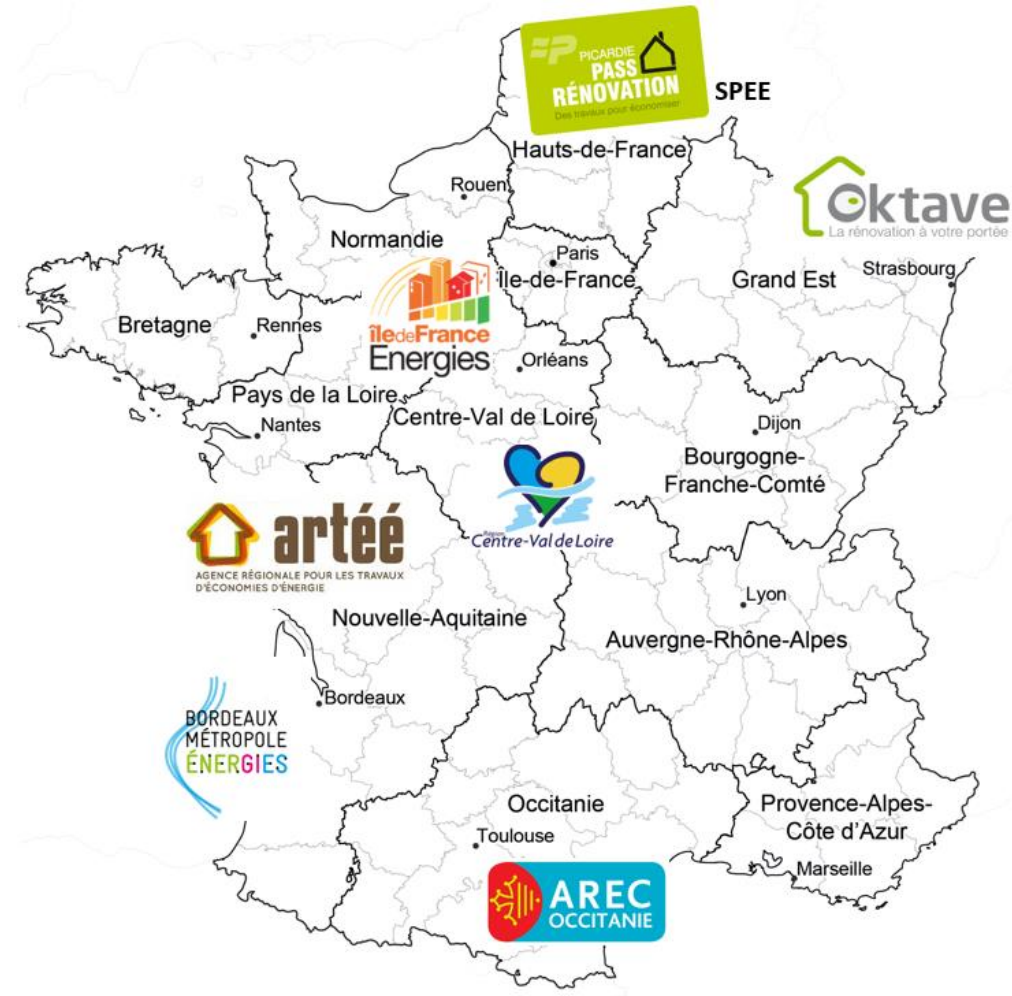 PICARDIE
PASS
RÉNOVATION
Des travaux pour économiser
SPEE
Hauts-de-France
Oktave
La rénovation à votre portée
Rouen
Normandie
Paris
Île-de-France
Grand Est
Strasbourg
îledeFrance
Énergies
Bretagne
Rennes
Orléans
Pays de la Loire
Nantes
Centre-Val de Loire
Dijon
Bourgogne-
Franche-Comté
Région
Centre-Val de Loire
artéé
AGENCE RÉGIONALE POUR LES TRAVAUX
D'ÉCONOMIES D'ÉNERGIE
Lyon
Nouvelle-Aquitaine
Auvergne-Rhône-Alpes
Bordeaux
BORDEAUX
MÉTROPOLE
ÉNERGIES
Occitanie
Toulouse
Provence-Alpes-
Côte d'Azur
Marseille
AREC
OCCITANIE